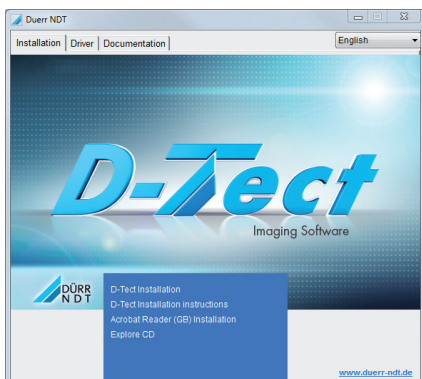 Duerr NDT
Installation Driver Documentation English
D-Tect
Imaging Software
DÜRR
NDT
D-Tect Installation
D-Tect Installation instructions
Acrobat Reader (GB) Installation
Explore CD
www.duerr-ndt.de